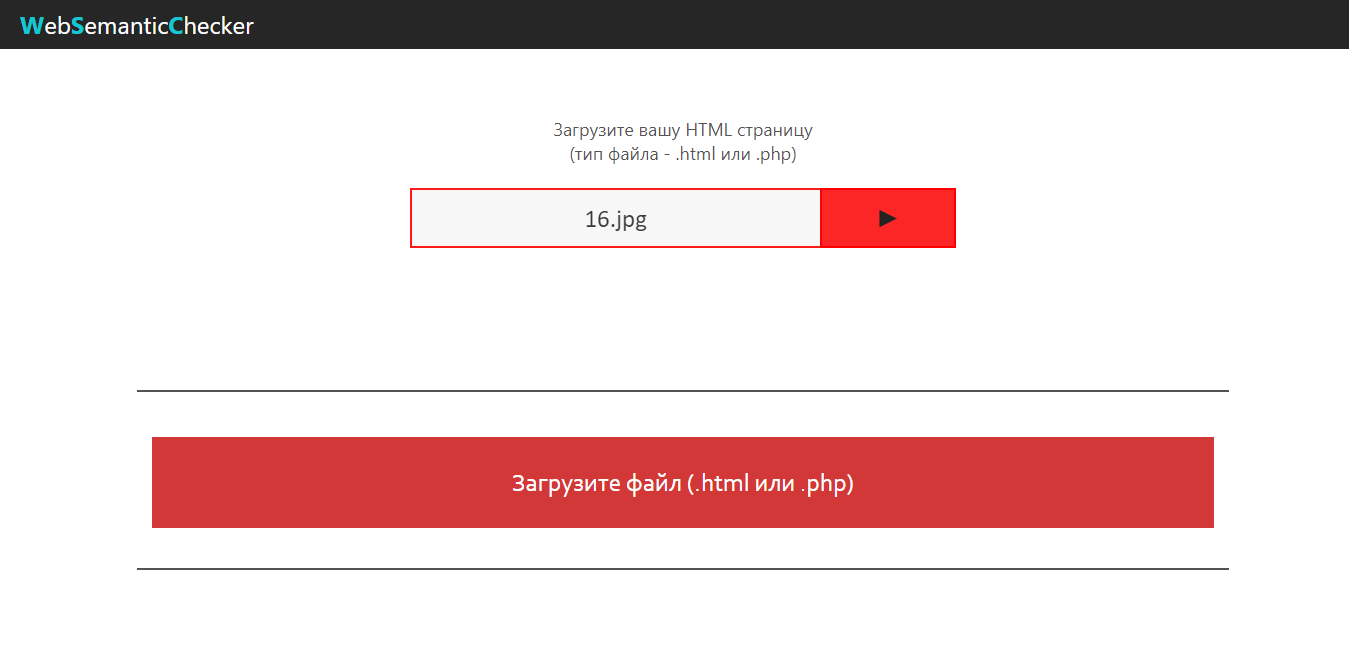 WebSemanticChecker
Загрузите вашу HTML страницу
(тип файла - .html или .php)
16.jpg
Загрузите файл (.html или .php)